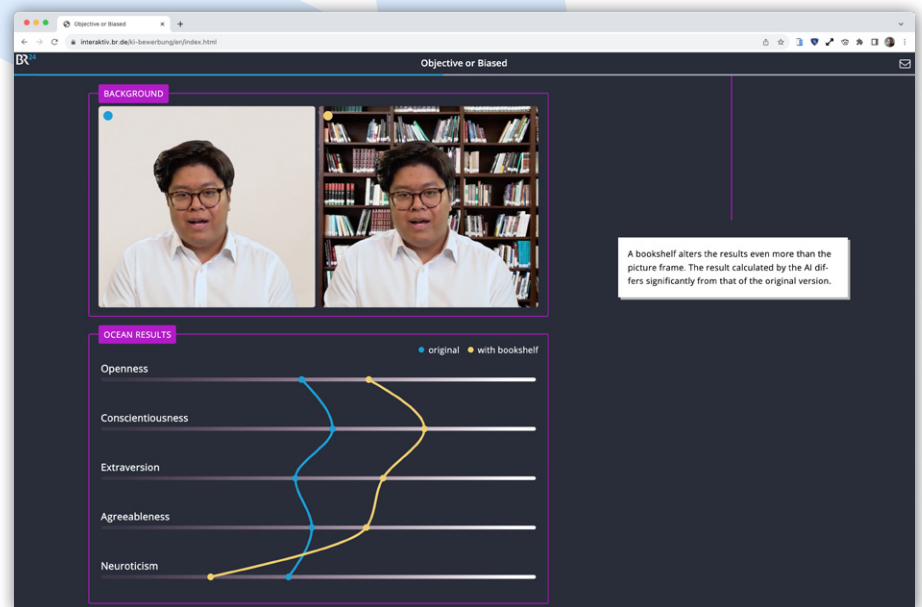 Objective or Biased
interaktiv.br.de/ki-bewerbung/en/index.html
BR24
Objective or Biased
BACKGROUND
A bookshelf alters the results even more than the
picture frame. The result calculated by the AI dif-
fers significantly from that of the original version.
OCEAN RESULTS
original with bookshelf
Openness
Conscientiousness
Extraversion
Agreeableness
Neuroticism